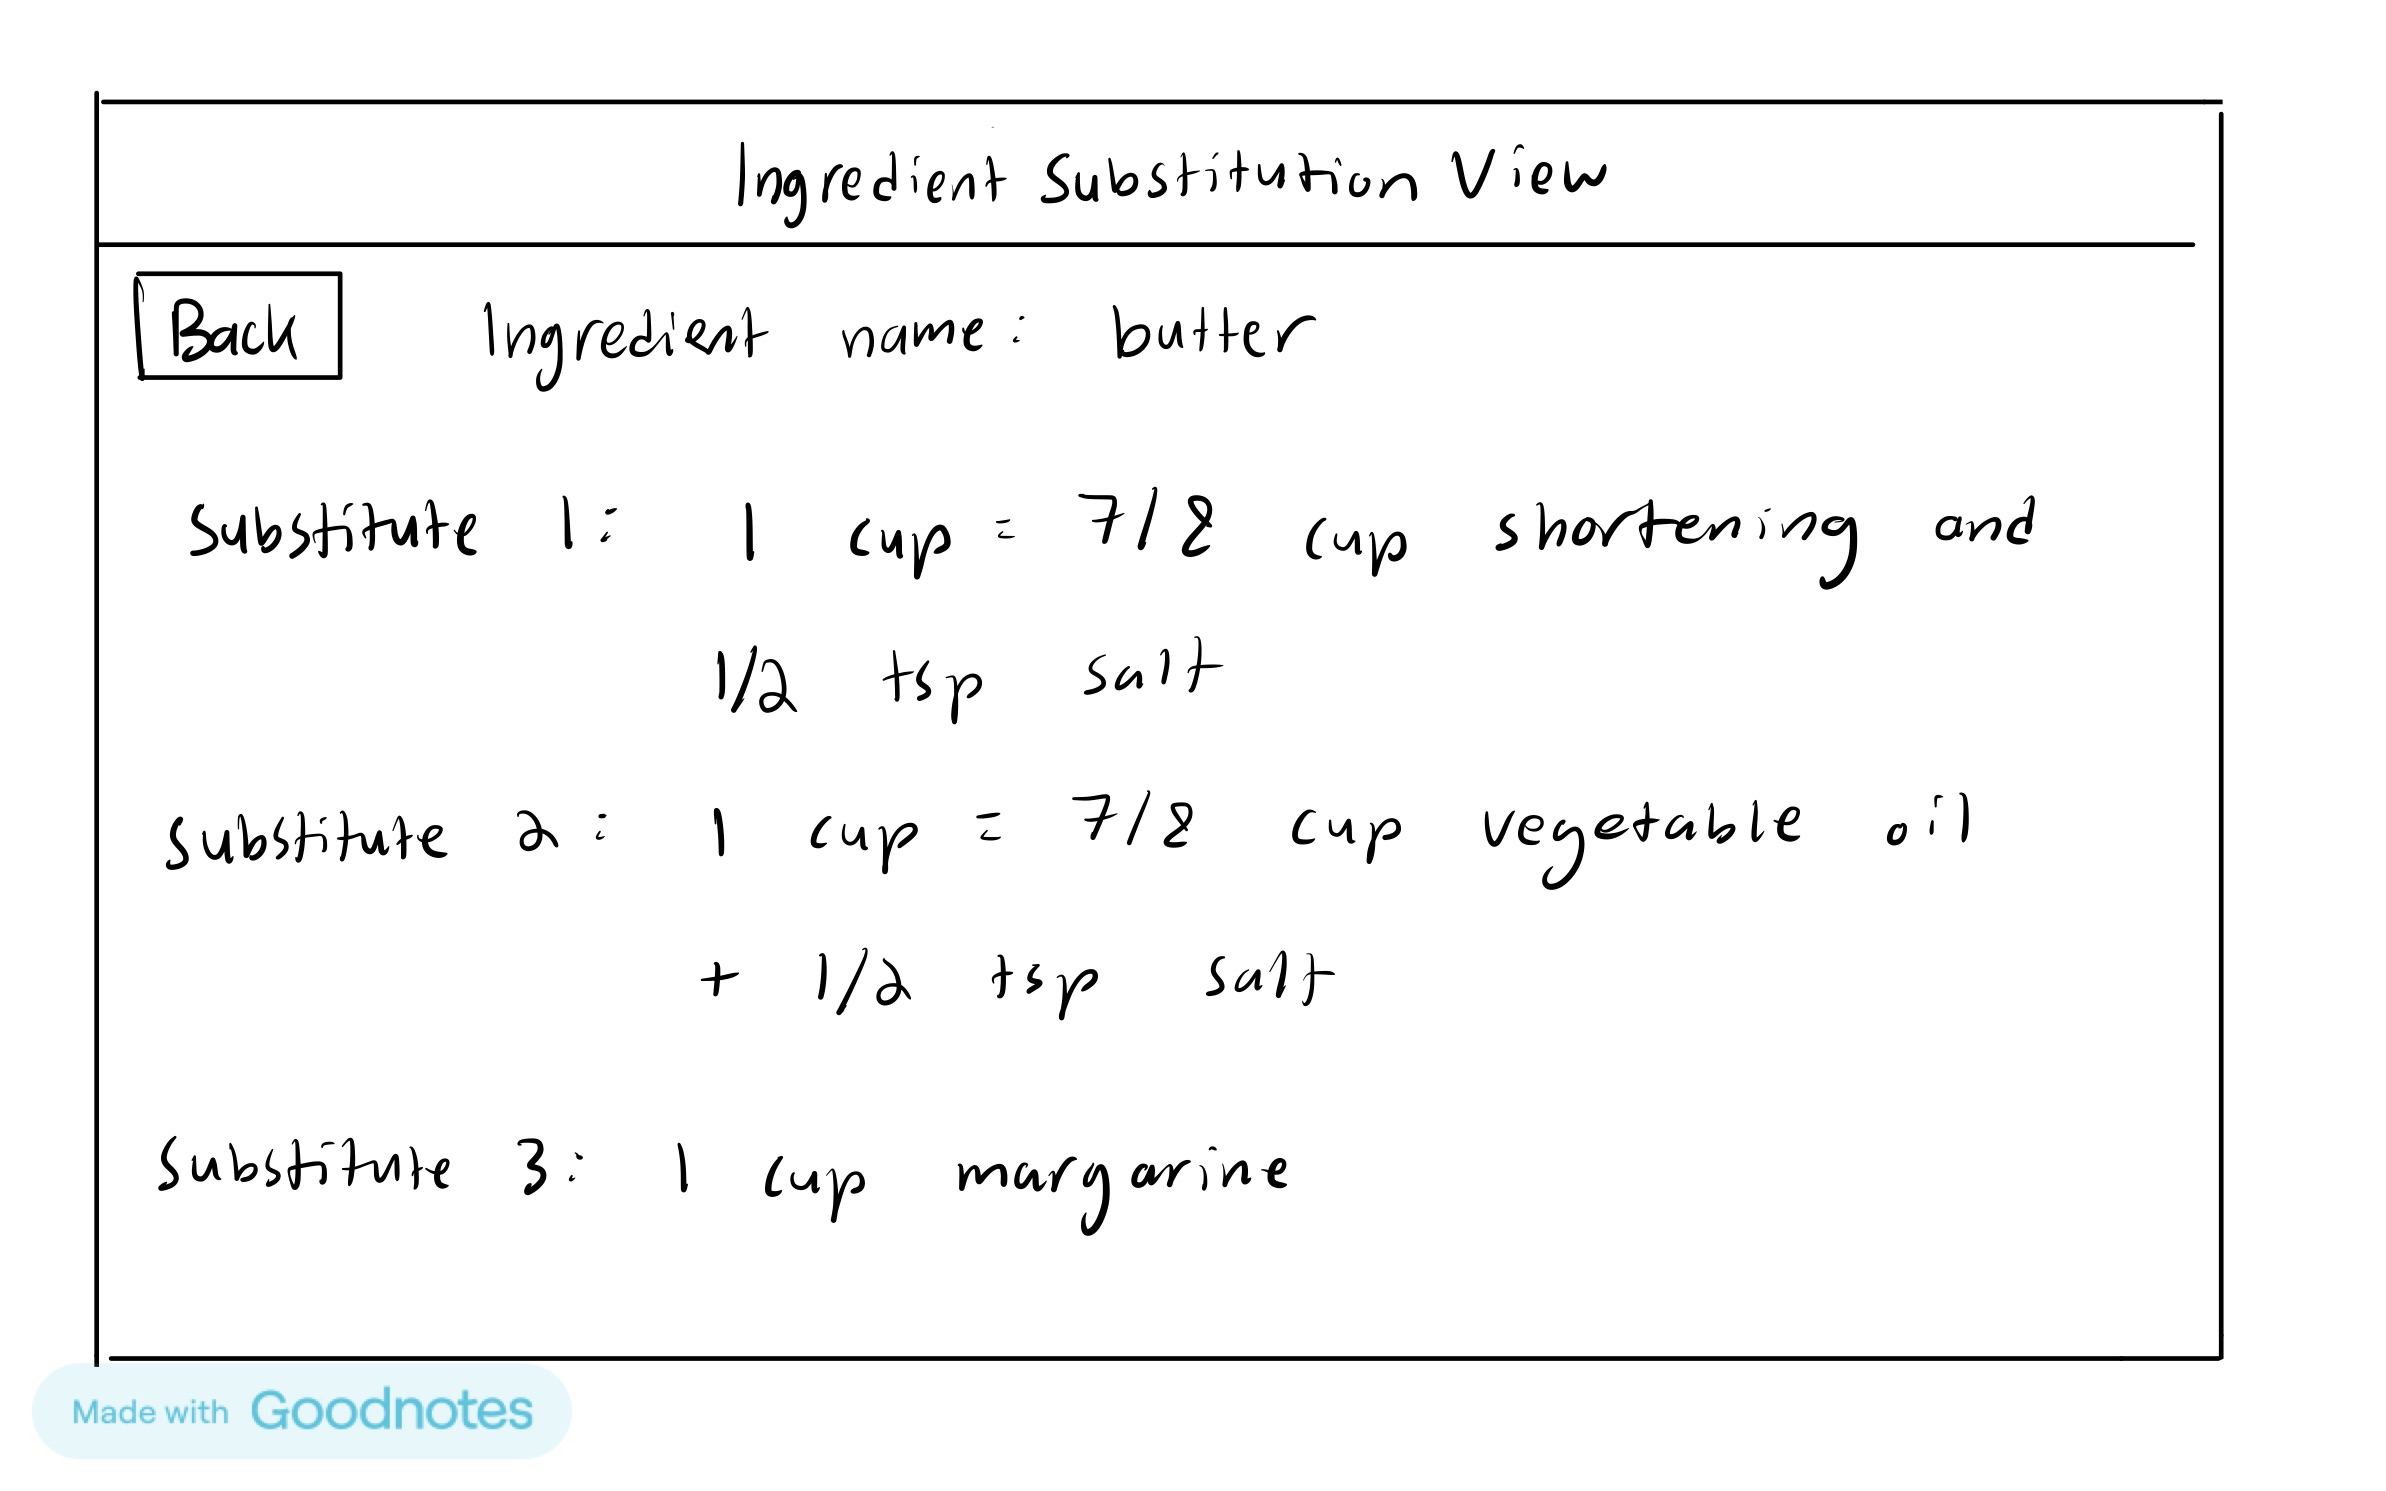 Ingredient Substitution View
Back
Ingredient name: butter
Substitute 1: 1 cup = 7/8 cup shortening and
1/2 tsp salt
Substitute 2: 1 cup = 7/8 cup vegetable oil
+ 1/2 tsp salt
Substitute 3: 1 cup margarine
Made with Goodnotes